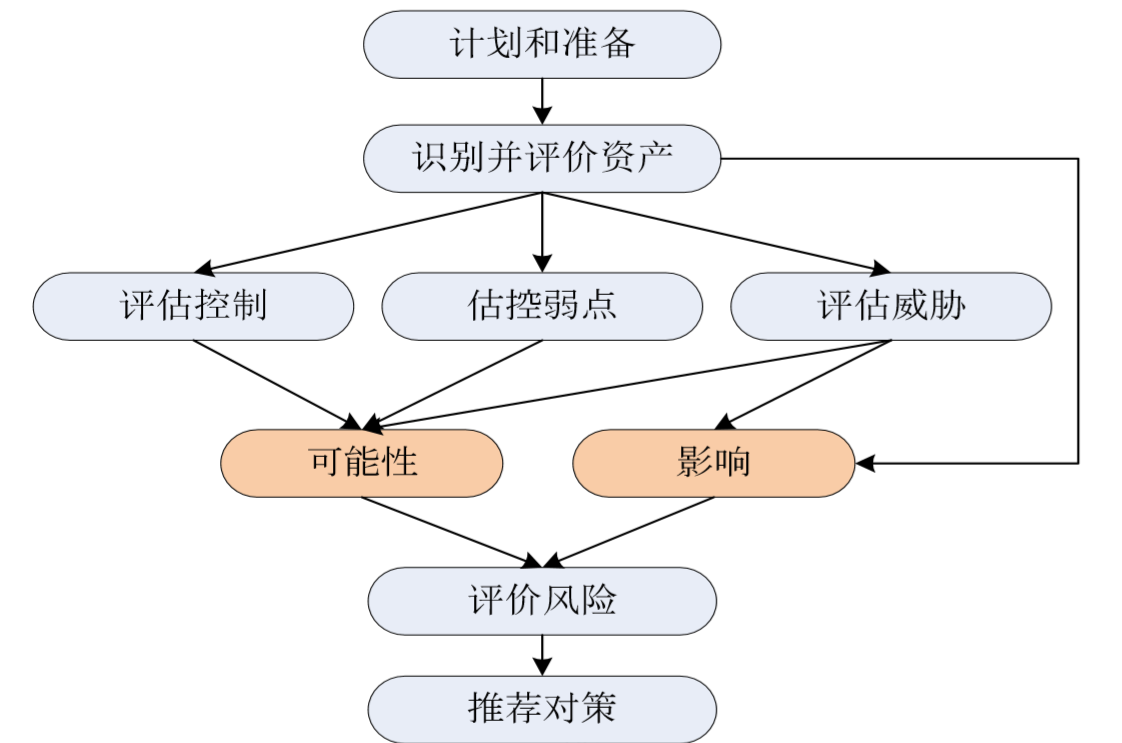 计划和准备
识别并评价资产
评估控制
估控弱点
评估威胁
可能性
影响
评价风险
推荐对策